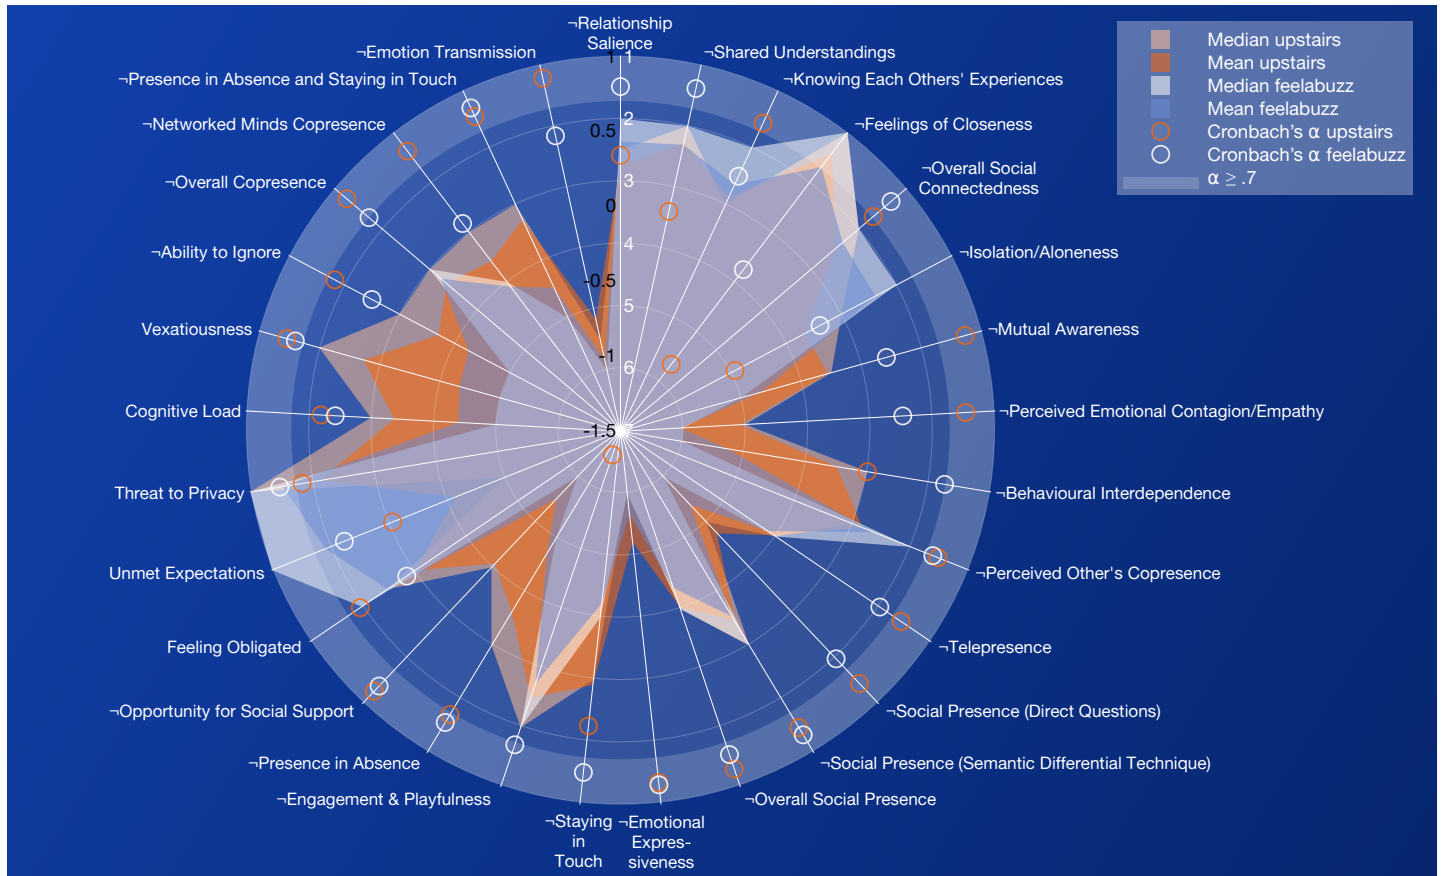 ¬Relationship
Salience
¬Emotion Transmission
¬Shared Understandings
¬Presence in Absence and Staying in Touch
¬Knowing Each Others' Experiences
¬Networked Minds Copresence
¬Feelings of Closeness
¬Overall Copresence
¬Overall Social
Connectedness
¬Ability to Ignore
¬Isolation/Aloneness
Vexatiousness
¬Mutual Awareness
Cognitive Load
¬Perceived Emotional Contagion/Empathy
Threat to Privacy
¬Behavioural Interdependence
Unmet Expectations
¬Perceived Other's Copresence
Feeling Obligated
¬Telepresence
¬Opportunity for Social Support
¬Social Presence (Direct Questions)
¬Presence in Absence
¬Social Presence (Semantic Differential Technique)
¬Engagement & Playfulness
¬Overall Social Presence
¬Staying
in
Touch
¬Emotional
Expres-
siveness
1
0.5
0
-0.5
-1
-1.5
1
2
3
4
5
6
Median upstairs
Mean upstairs
Median feelabuzz
Mean feelabuzz
Cronbach's α upstairs
Cronbach's α feelabuzz
α ≥ .7